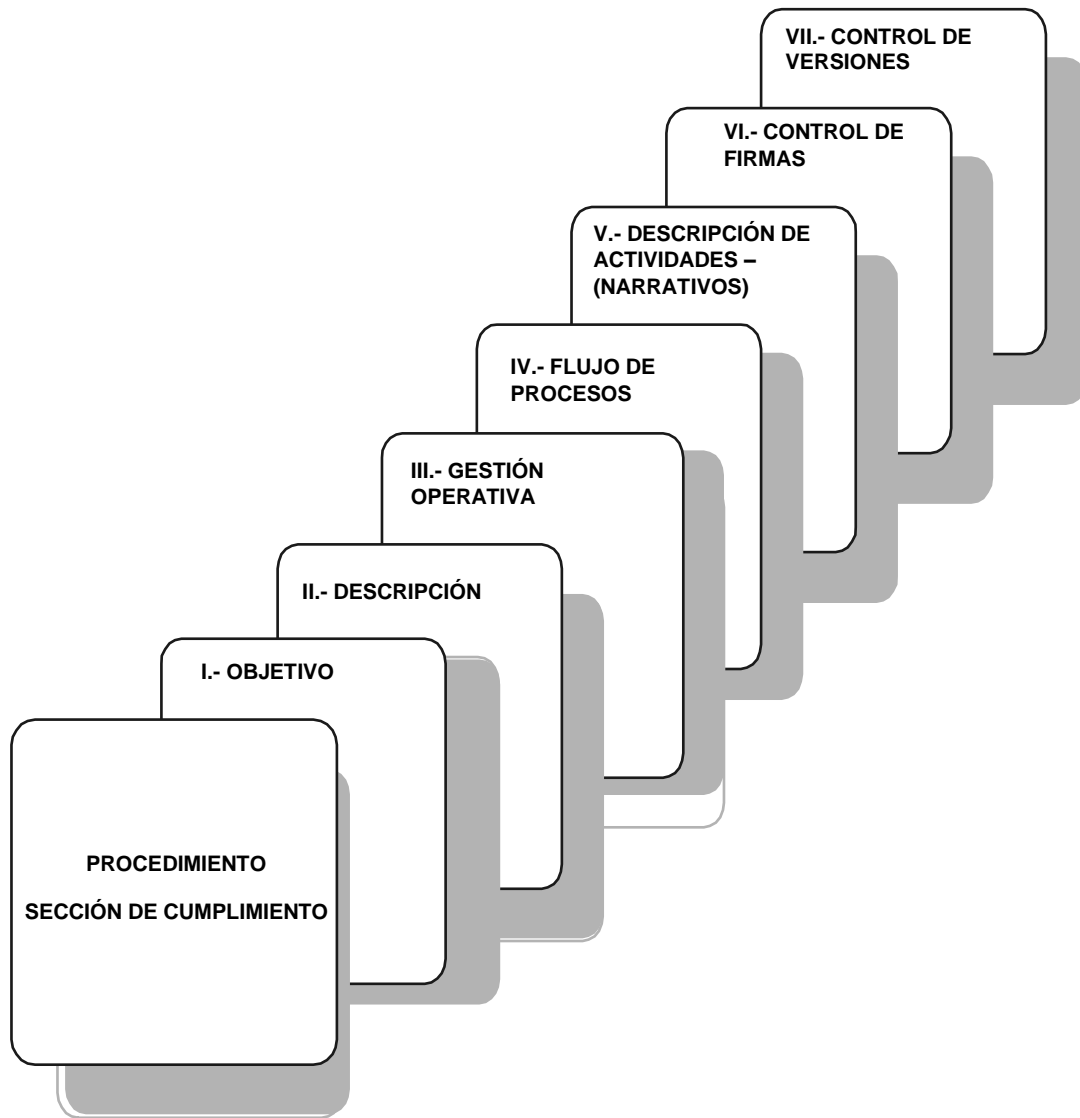 VII.- CONTROL DE
VERSIONES
VI.- CONTROL DE
FIRMAS
V.- DESCRIPCIÓN DE
ACTIVIDADES –
(NARRATIVOS)
IV.- FLUJO DE
PROCESOS
III.- GESTIÓN
OPERATIVA
II.- DESCRIPCIÓN
I.- OBJETIVO
PROCEDIMIENTO
SECCIÓN DE CUMPLIMIENTO